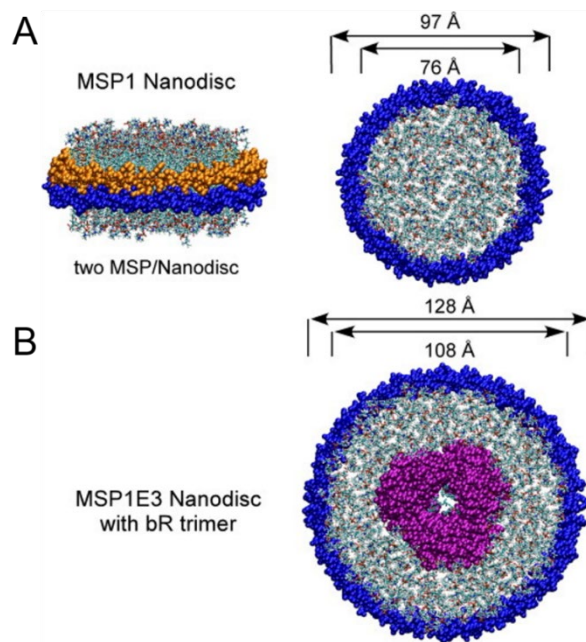 A
97 Å
76 Å
MSP1 Nanodisc
two MSP/Nanodisc
128 Å
B
108 Å
MSP1E3 Nanodisc
with bR trimer